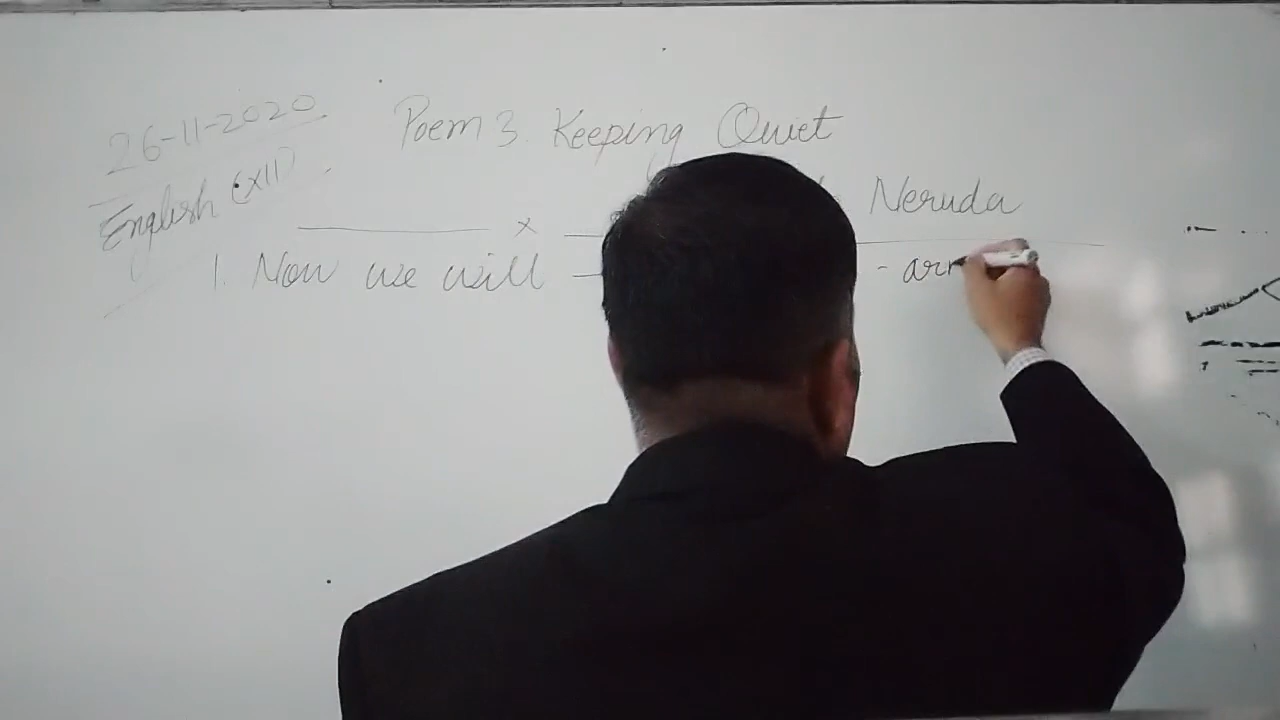 26-11-2020
English (XII)
Poem 3. Keeping Quiet
Neruda
1. Now we will - ar